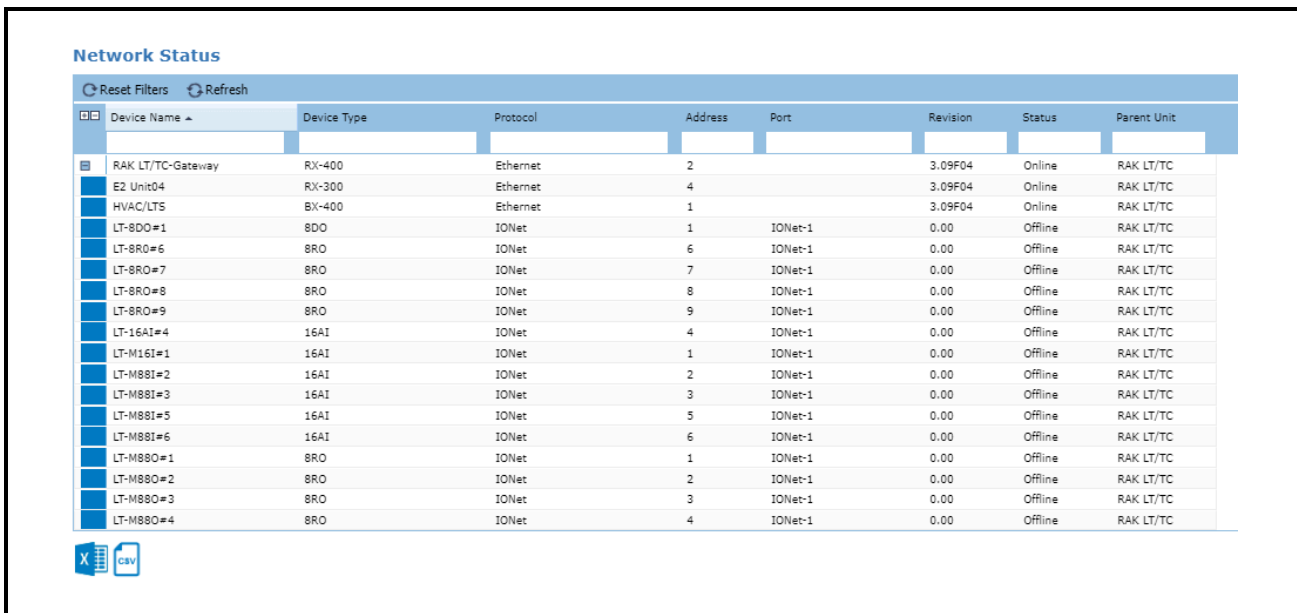 Network Status
Reset Filters Refresh
Device Name Device Type Protocol Address Port Revision Status Parent Unit
RAK LT/TC-Gateway RX-400 Ethernet 2 3.09F04 Online RAK LT/TC
E2 Unit04 RX-300 Ethernet 4 3.09F04 Online RAK LT/TC
HVAC/LTS BX-400 Ethernet 1 3.09F04 Online RAK LT/TC
LT-8DO#1 8DO IONet 1 IONet-1 0.00 Offline RAK LT/TC
LT-8R0#6 8RO IONet 6 IONet-1 0.00 Offline RAK LT/TC
LT-8RO#7 8RO IONet 7 IONet-1 0.00 Offline RAK LT/TC
LT-8RO#8 8RO IONet 8 IONet-1 0.00 Offline RAK LT/TC
LT-8RO#9 8RO IONet 9 IONet-1 0.00 Offline RAK LT/TC
LT-16AI#4 16AI IONet 4 IONet-1 0.00 Offline RAK LT/TC
LT-M16I#1 16AI IONet 1 IONet-1 0.00 Offline RAK LT/TC
LT-M88I#2 16AI IONet 2 IONet-1 0.00 Offline RAK LT/TC
LT-M88I#3 16AI IONet 3 IONet-1 0.00 Offline RAK LT/TC
LT-M88I#5 16AI IONet 5 IONet-1 0.00 Offline RAK LT/TC
LT-M88I#6 16AI IONet 6 IONet-1 0.00 Offline RAK LT/TC
LT-M88O#1 8RO IONet 1 IONet-1 0.00 Offline RAK LT/TC
LT-M88O#2 8RO IONet 2 IONet-1 0.00 Offline RAK LT/TC
LT-M88O#3 8RO IONet 3 IONet-1 0.00 Offline RAK LT/TC
LT-M88O#4 8RO IONet 4 IONet-1 0.00 Offline RAK LT/TC
X CSV